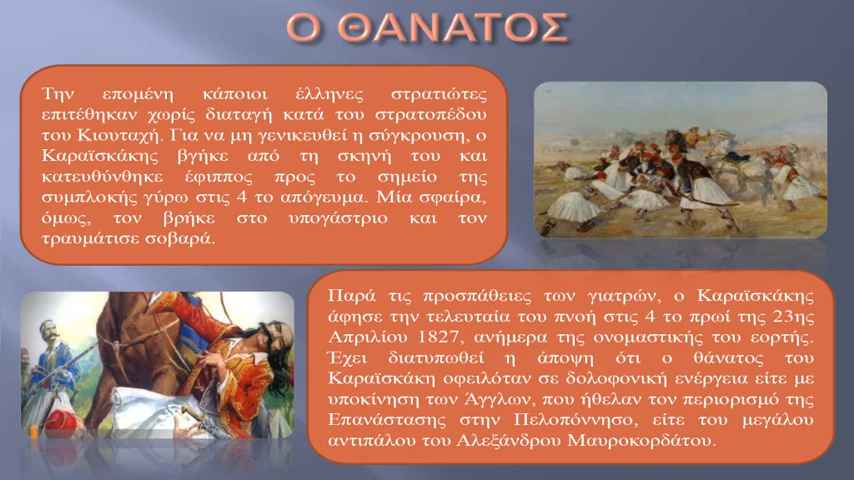 Ο ΘΑΝΑΤΟΣ
Την επομένη κάποιοι έλληνες στρατιώτες
επιτέθηκαν χωρίς διαταγή κατά του στρατοπέδου
του Κιουταχή. Για να μη γενικευθεί η σύγκρουση, ο
Καραϊσκάκης βγήκε από τη σκηνή του και
κατευθύνθηκε έφιππος προς το σημείο της
συμπλοκής γύρω στις 4 το απόγευμα. Μία σφαίρα,
όμως, τον βρήκε στο υπογάστριο και τον
τραυμάτισε σοβαρά.
Παρά τις προσπάθειες των γιατρών, ο Καραϊσκάκης
άφησε την τελευταία του πνοή στις 4 το πρωί της 23ης
Απριλίου 1827, ανήμερα της ονομαστικής του εορτής.
Έχει διατυπωθεί η άποψη ότι ο θάνατος του
Καραϊσκάκη οφειλόταν σε δολοφονική ενέργεια είτε με
υποκίνηση των Άγγλων, που ήθελαν τον περιορισμό της
Επανάστασης στην Πελοπόννησο, είτε του μεγάλου
αντιπάλου του Αλεξάνδρου Μαυροκορδάτου.